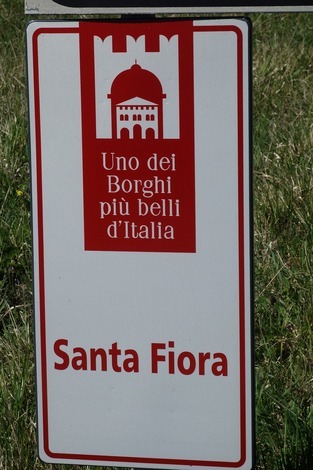 Uno dei
Borghi
più belli
d'Italia
Santa Fiora